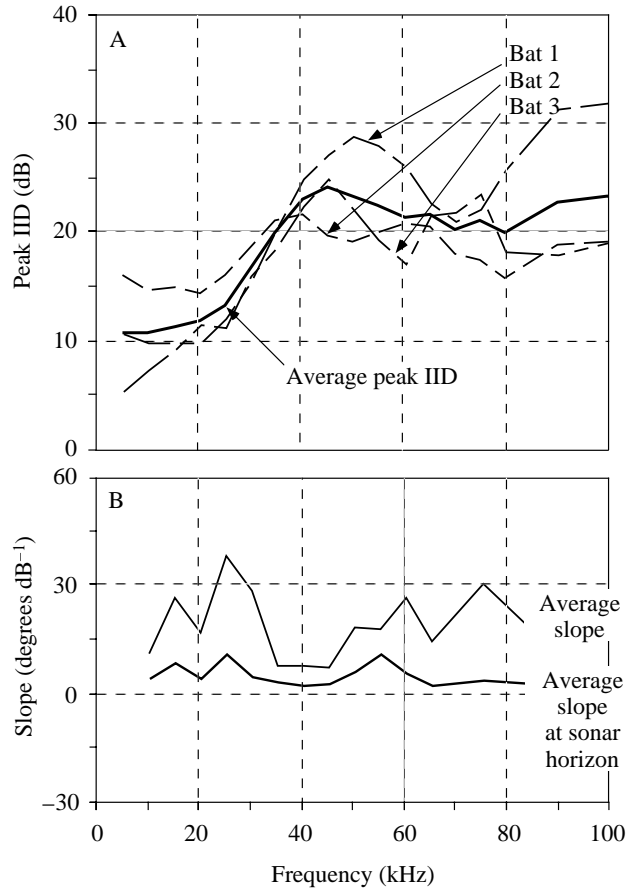 40
A
Bat 1
Bat 2
Bat 3
30
Peak IID (dB)
20
10
Average peak IID
0
60
B
30
Average
slope
Slope (degrees dB⁻¹)
0
Average
slope
at sonar
horizon
–30
0
20
40
60
80
100
Frequency (kHz)